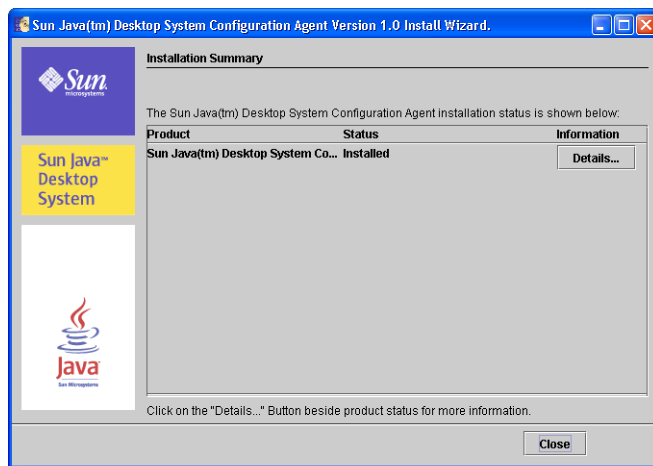 Sun Java(tm) Desktop System Configuration Agent Version 1.0 Install Wizard.
Sun
microsystems
Sun Java™
Desktop
System
Java
Sun Microsystems
Installation Summary
The Sun Java(tm) Desktop System Configuration Agent installation status is shown below:
Product Status Information
Sun Java(tm) Desktop System Co... Installed Details...
Click on the "Details..." Button beside product status for more information.
Close